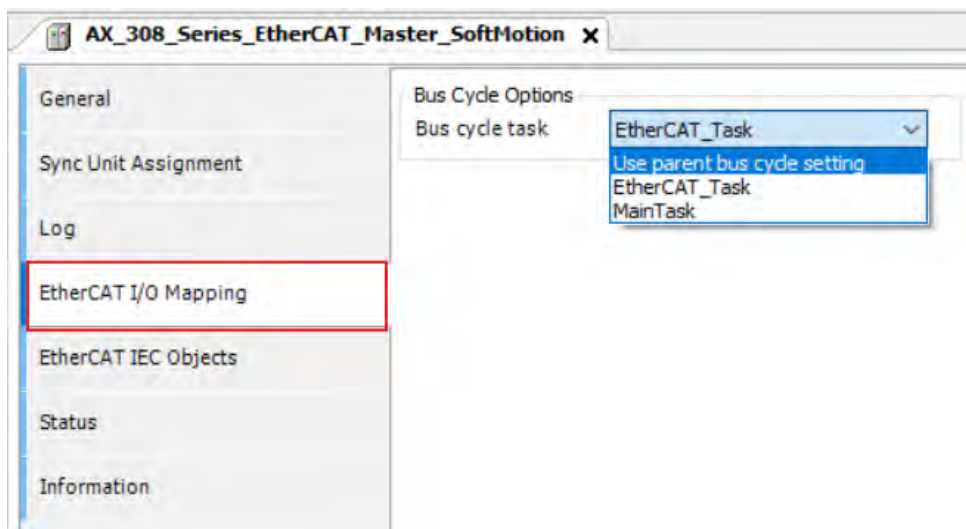 AX_308_Series_EtherCAT_Master_SoftMotion
General
Sync Unit Assignment
Log
EtherCAT I/O Mapping
EtherCAT IEC Objects
Status
Information
Bus Cycle Options
Bus cycle task EtherCAT_Task
Use parent bus cycle setting
EtherCAT_Task
MainTask